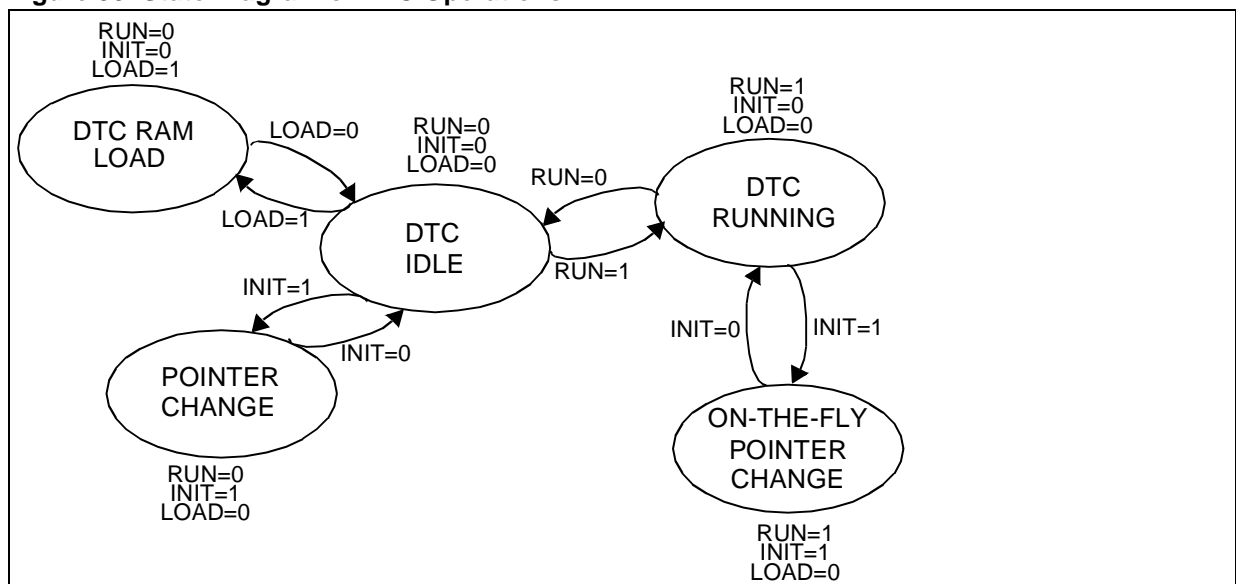 RUN=0
INIT=0
LOAD=1
DTC RAM
LOAD
LOAD=0
LOAD=1
RUN=0
INIT=0
LOAD=0
DTC
IDLE
RUN=1
INIT=0
LOAD=0
DTC
RUNNING
RUN=0
RUN=1
INIT=1
INIT=0
POINTER
CHANGE
RUN=0
INIT=1
LOAD=0
INIT=0
INIT=1
ON-THE-FLY
POINTER
CHANGE
RUN=1
INIT=1
LOAD=0